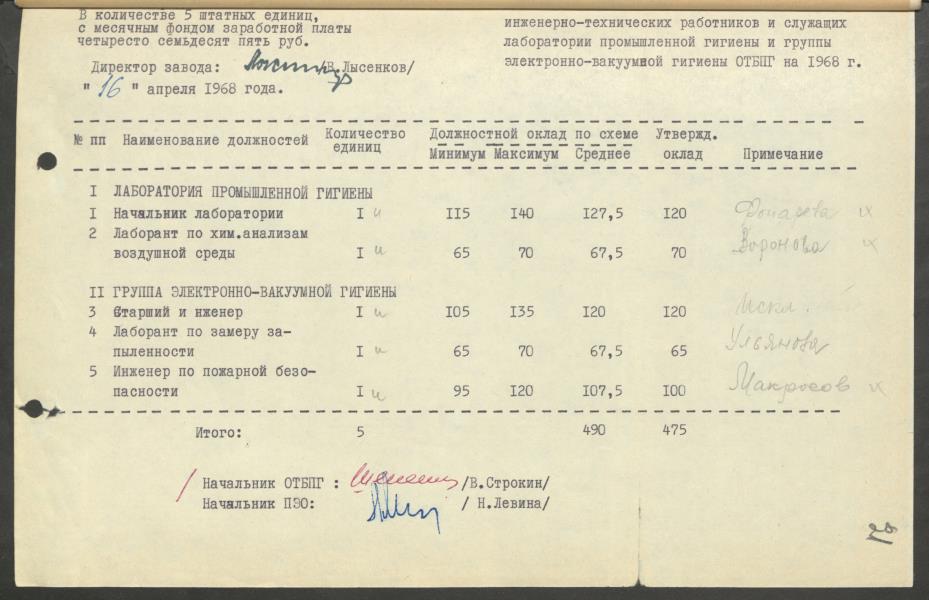 В количестве 5 штатных единиц,
с месячным фондом заработной платы
четыресто семьдесят пять руб.
Директор завода: /В.Лысенков/
" 16 " апреля 1968 года.
инженерно-технических работников и служащих
лаборатории промышленной гигиены и группы
электронно-вакуумной гигиены ОТБПГ на 1968 г.
№ пп Наименование должностей Количество единиц Должностной оклад по схеме Утвержд. оклад Примечание
Минимум Максимум Среднее
I ЛАБОРАТОРИЯ ПРОМЫШЛЕННОЙ ГИГИЕНЫ
I Начальник лаборатории I и II5 I40 I27,5 I20
2 Лаборант по хим.анализам
воздушной среды I и 65 70 67,5 70 Воронова
II ГРУППА ЭЛЕКТРОННО-ВАКУУМНОЙ ГИГИЕНЫ
3 Старший и нженер I и I05 I35 I20 I20
4 Лаборант по замеру за-
пыленности I и 65 70 67,5 65 Ульянова
5 Инженер по пожарной безо-
пасности I и 95 I20 I07,5 I00 Макросов
Итого: 5 490 475
Начальник ОТБПГ : /В.Строкин/
Начальник ПЭО: / Н.Левина/